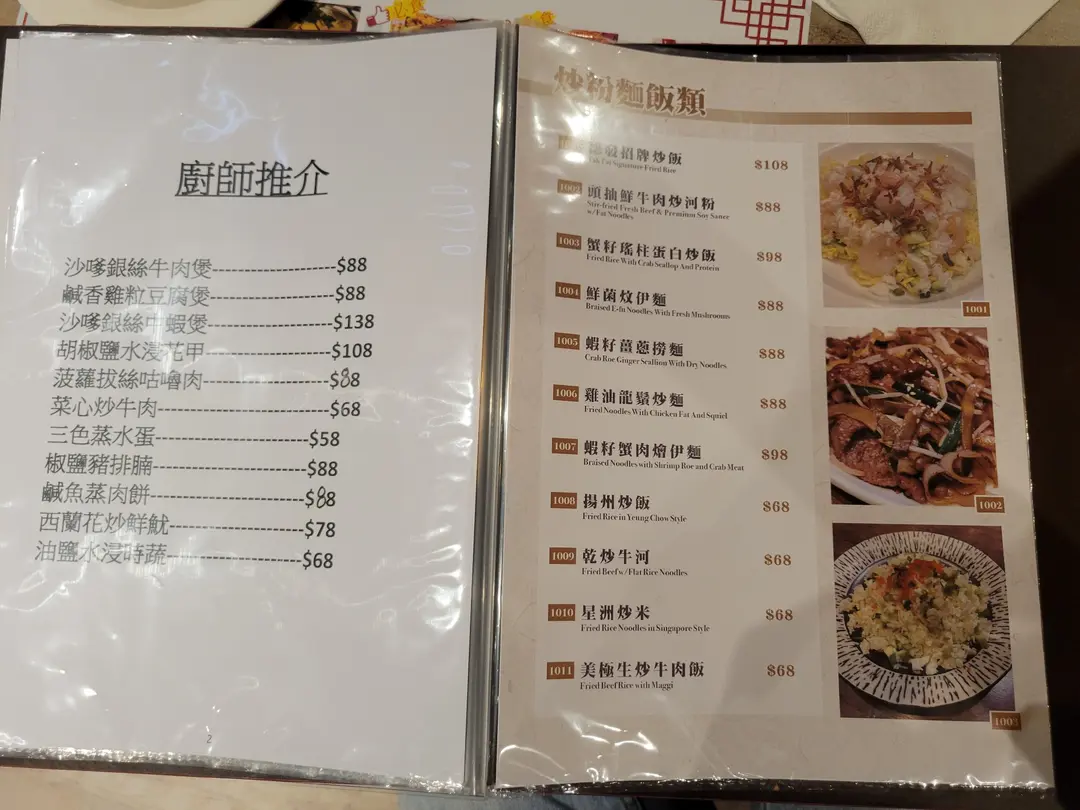 廚師推介
沙嗲銀絲牛肉煲--------------------$88
鹹香雞粒豆腐煲--------------------$88
沙嗲銀絲中蝦煲--------------------$138
胡椒鹽水浸花甲--------------------$108
菠蘿拔絲咕嚕肉--------------------$88
菜心炒牛肉----------------------------$68
三色蒸水蛋-------------------------$58
椒鹽豬排腩-------------------------$88
鹹魚蒸肉餅-------------------------$88
西蘭花炒鮮魷----------------------$78
油鹽水浸時蔬----------------------$68
2
炒粉麵飯類
招牌炒飯 $108
Signature Fried Rice
1002 頭抽鮮牛肉炒河粉 $88
Stir-fried Fresh Beef & Premium Soy Sauce
w/Fat Noodles
1003 蟹籽瑤柱蛋白炒飯 $98
Fried Rice With Crab Scallop And Protein
1004 鮮菌炆伊麵 $88
Braised E-fu Noodles With Fresh Mushrooms
1005 蝦籽薑蔥撈麵 $88
Crab Roe Ginger Scallion With Dry Noodles
1006 雞油龍鬚炒麵 $88
Fried Noodles With Chicken Fat And Squid
1007 蝦籽蟹肉燴伊麵 $98
Braised Noodles with Shrimp Roe and Crab Meat
1008 揚州炒飯 $68
Fried Rice in Yeung Chow Style
1009 乾炒牛河 $68
Fried Beef w/Flat Rice Noodles
1010 星洲炒米 $68
Fried Rice Noodles in Singapore Style
1011 美極生炒牛肉飯 $68
Fried Beef Rice with Maggi
1001
1002
1003